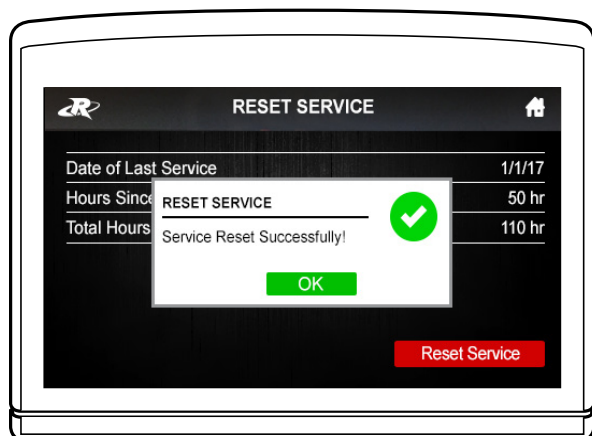 R
RESET SERVICE
Date of Last Service 1/1/17
Hours Since 50 hr
Total Hours 110 hr
RESET SERVICE
Service Reset Successfully!
OK
Reset Service